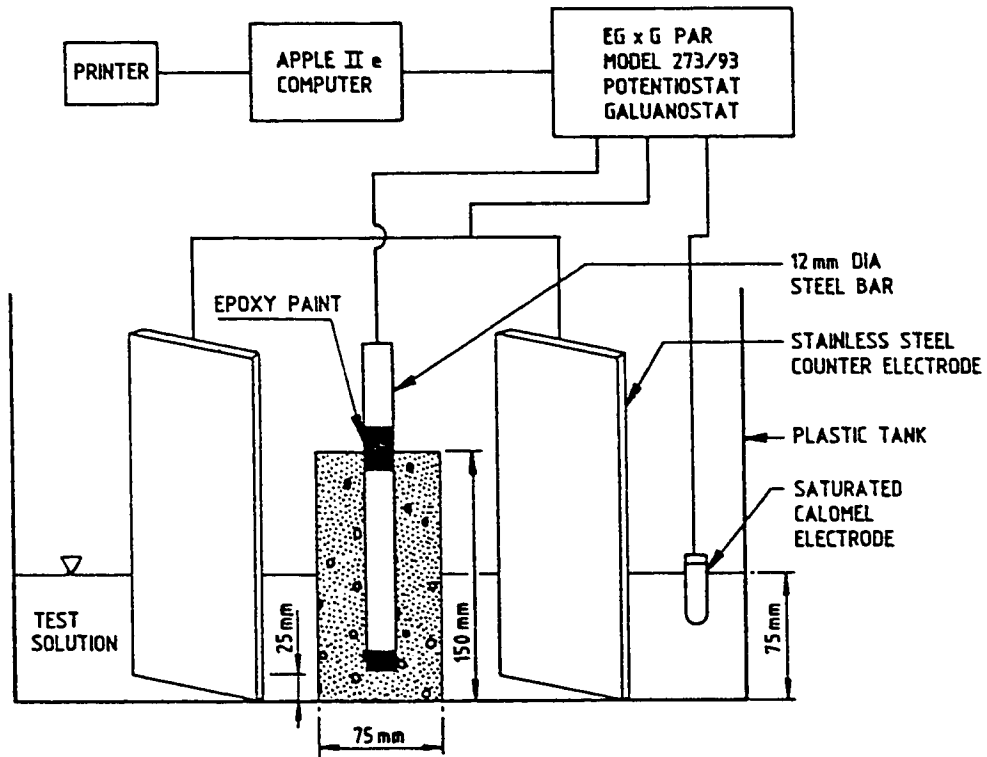 PRINTER
APPLE II e
COMPUTER
EG x G PAR
MODEL 273/93
POTENTIOSTAT
GALUANOSTAT
12 mm DIA
STEEL BAR
EPOXY PAINT
STAINLESS STEEL
COUNTER ELECTRODE
PLASTIC TANK
SATURATED
CALOMEL
ELECTRODE
TEST
SOLUTION
25 mm
150 mm
75 mm
75 mm